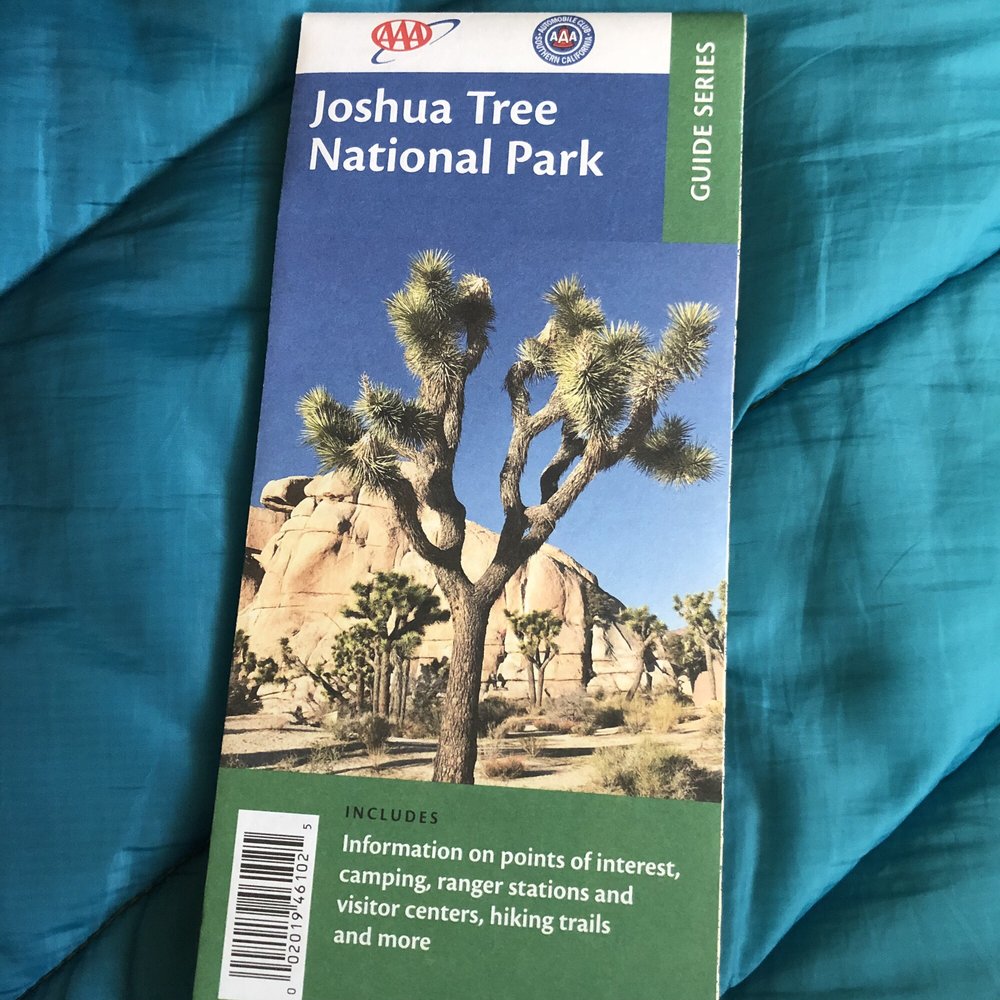 AAA
AUTOMOBILE CLUB
AAA
SOUTHERN CALIFORNIA
GUIDE SERIES
Joshua Tree
National Park
INCLUDES
Information on points of interest,
camping, ranger stations and
visitor centers, hiking trails
and more
0 02019 46102 5